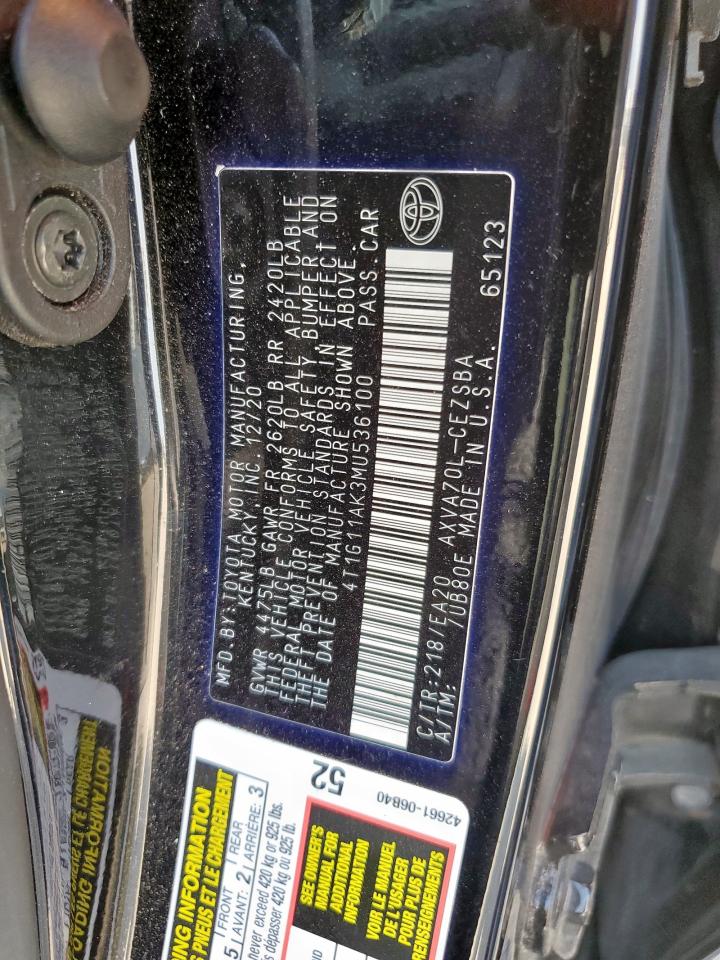 MFD.BY:TOYOTA MOTOR MANUFACTURING,
KENTUCKY, INC. 12/20
GVWR 4475LB GAWR FR 2620LB RR 2420LB
THIS VEHICLE CONFORMS TO ALL APPLICABLE
FEDERAL MOTOR VEHICLE SAFETY, BUMPER, AND
THEFT PREVENTION STANDARDS IN EFFECT ON
THE DATE OF MANUFACTURE SHOWN ABOVE.
4T1G11AK3MU536100 PASS.CAR
C/TR:218/EA20 AXVA70L-CEZSBA
A/TM: /UB80E MADE IN U.S.A. 65123
ING INFORMATION
PNEUS ET LE CHARGEMENT
5 FRONT 2 REAR 3
AVANT: ARRIÈRE:
never exceed 420 kg or 925 lbs.
dépasser 420 kg ou 925 lb.
52
42661-06B40
SEE OWNER'S
MANUAL FOR
ADDITIONAL
INFORMATION
VOIR LE MANUEL
DE L'USAGER
POUR PLUS DE
RENSEIGNEMENTS